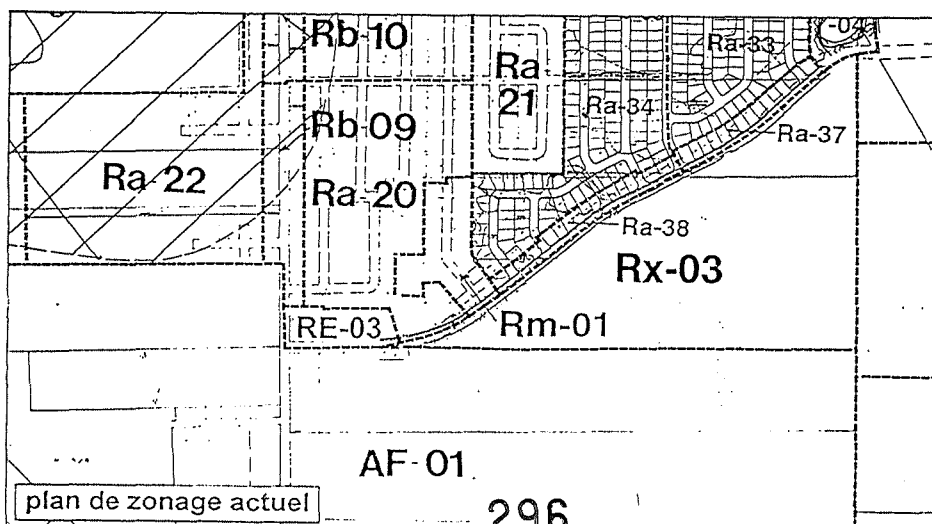 Rb-10
Ra-33
-04
Ra
21
Ra-34
Rb-09
Ra-37
Ra-22
Ra-20
Ra-38
Rx-03
RE-03
Rm-01
AF-01
plan de zonage actuel
296